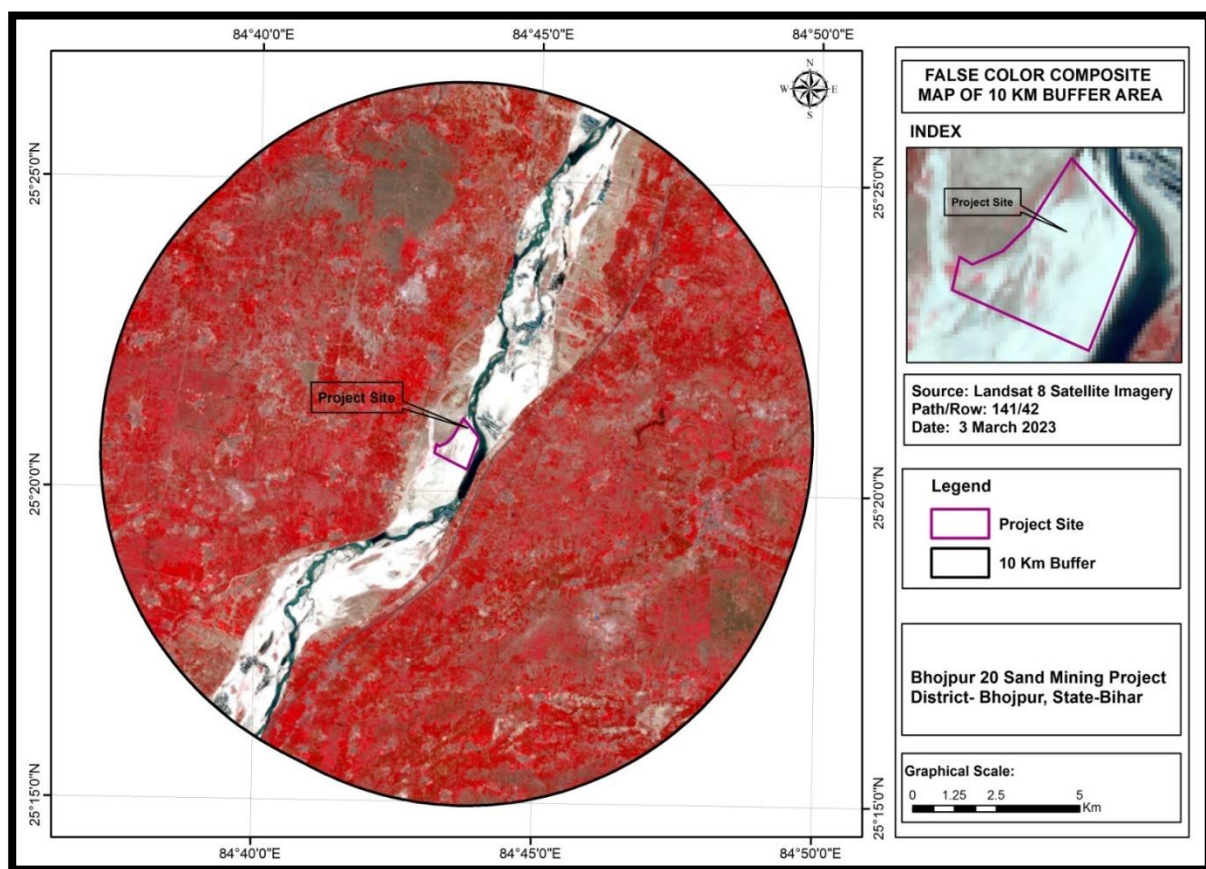 84°40'0"E 84°45'0"E 84°50'0"E
N
W E
S
25°25'0"N 25°25'0"N
Project Site
25°20'0"N 25°20'0"N
25°15'0"N 25°15'0"N
84°40'0"E 84°45'0"E 84°50'0"E
FALSE COLOR COMPOSITE
MAP OF 10 KM BUFFER AREA
INDEX
Project Site
Source: Landsat 8 Satellite Imagery
Path/Row: 141/42
Date: 3 March 2023
Legend
Project Site
10 Km Buffer
Bhojpur 20 Sand Mining Project
District- Bhojpur, State-Bihar
Graphical Scale:
0 1.25 2.5 5
Km